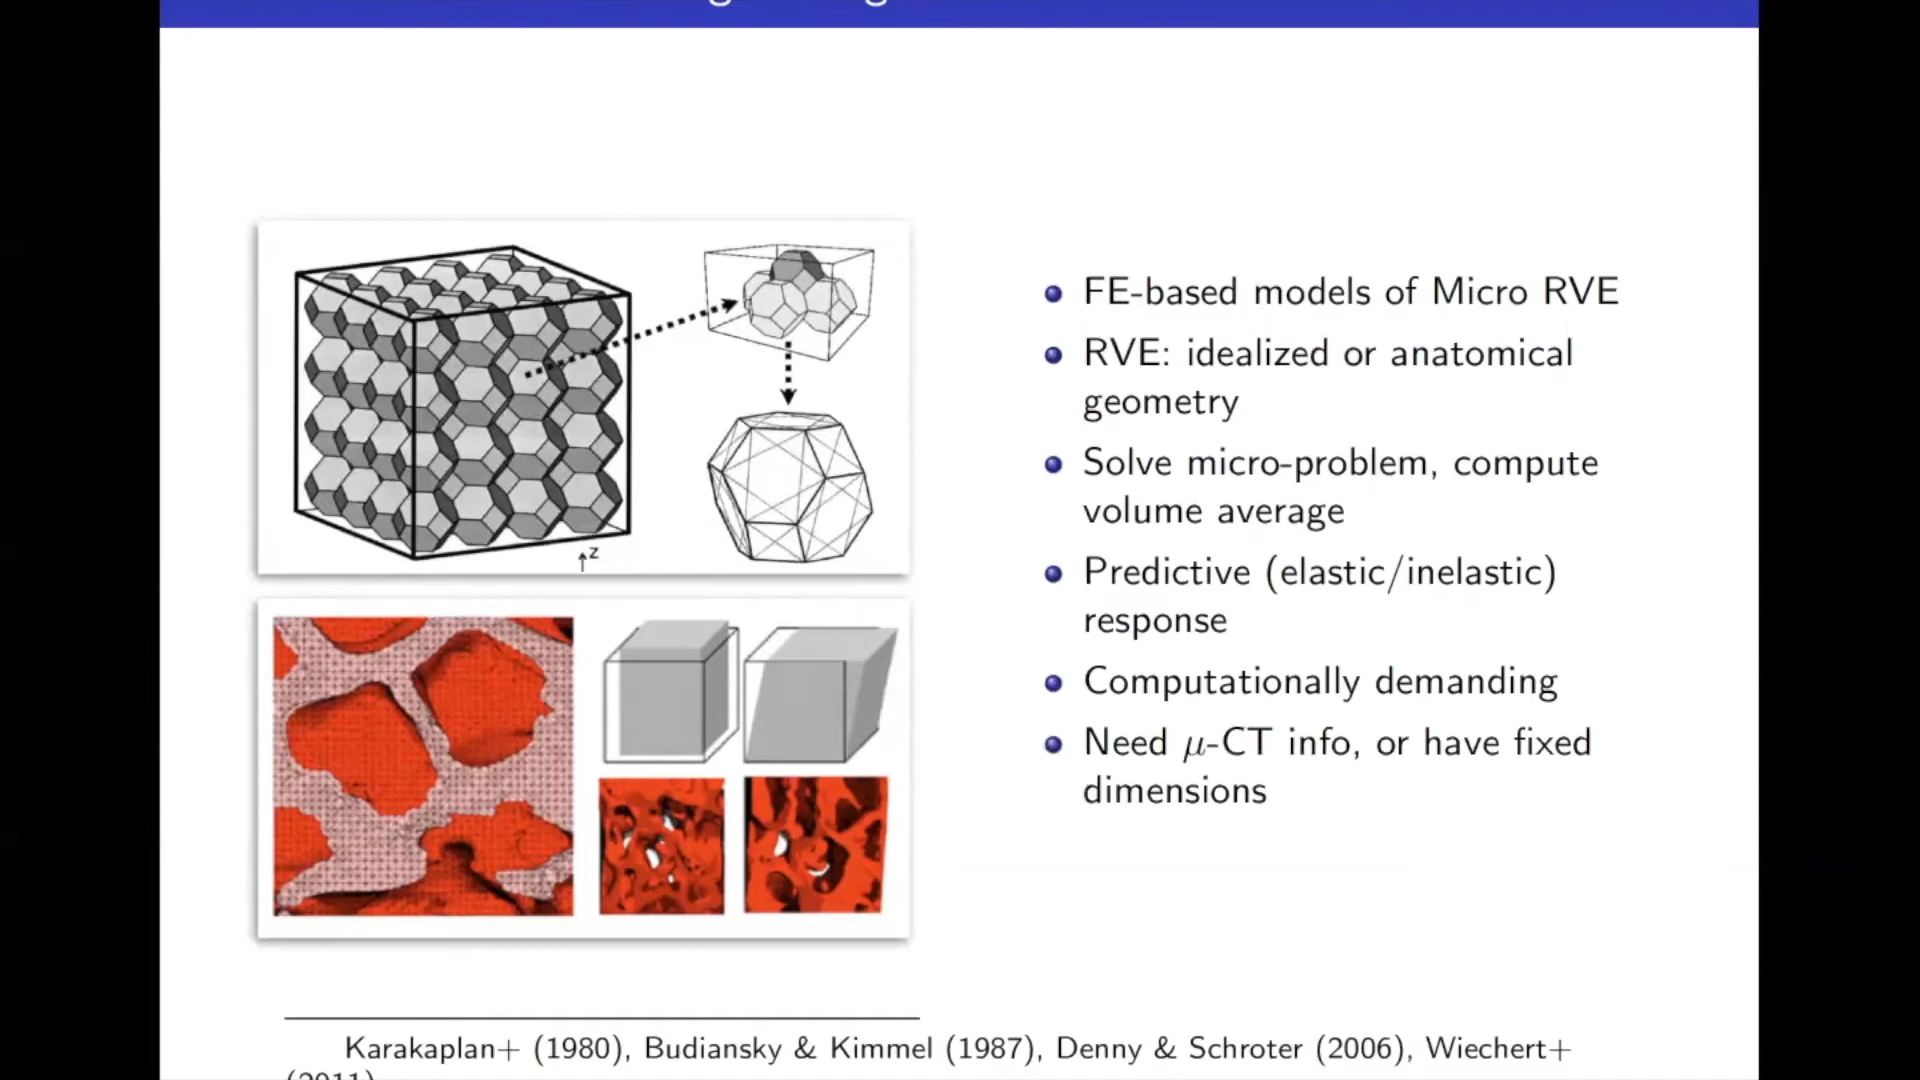 z
FE-based models of Micro RVE
RVE: idealized or anatomical
geometry
Solve micro-problem, compute
volume average
Predictive (elastic/inelastic)
response
Computationally demanding
Need μ-CT info, or have fixed
dimensions
Karakaplan+ (1980), Budiansky & Kimmel (1987), Denny & Schroter (2006), Wiechert+
(2011)